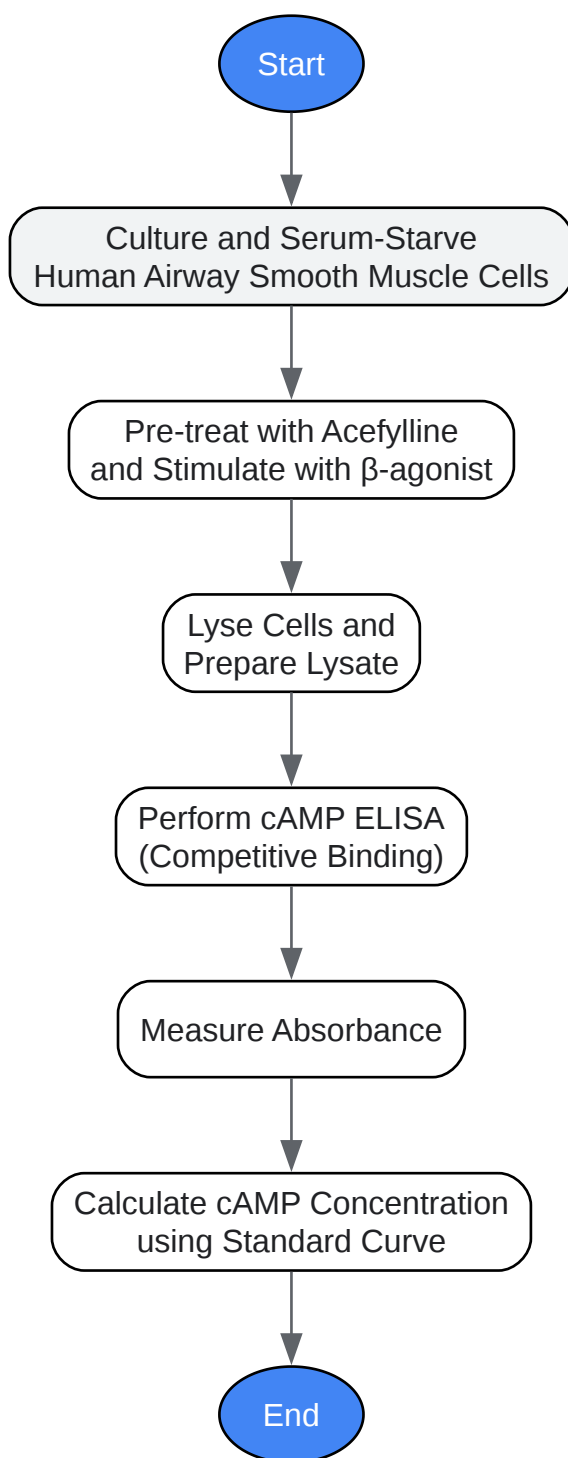 Start
Culture and Serum-Starve
Human Airway Smooth Muscle Cells
Pre-treat with Acefylline
and Stimulate with β-agonist
Lyse Cells and
Prepare Lysate
Perform cAMP ELISA
(Competitive Binding)
Measure Absorbance
Calculate cAMP Concentration
using Standard Curve
End